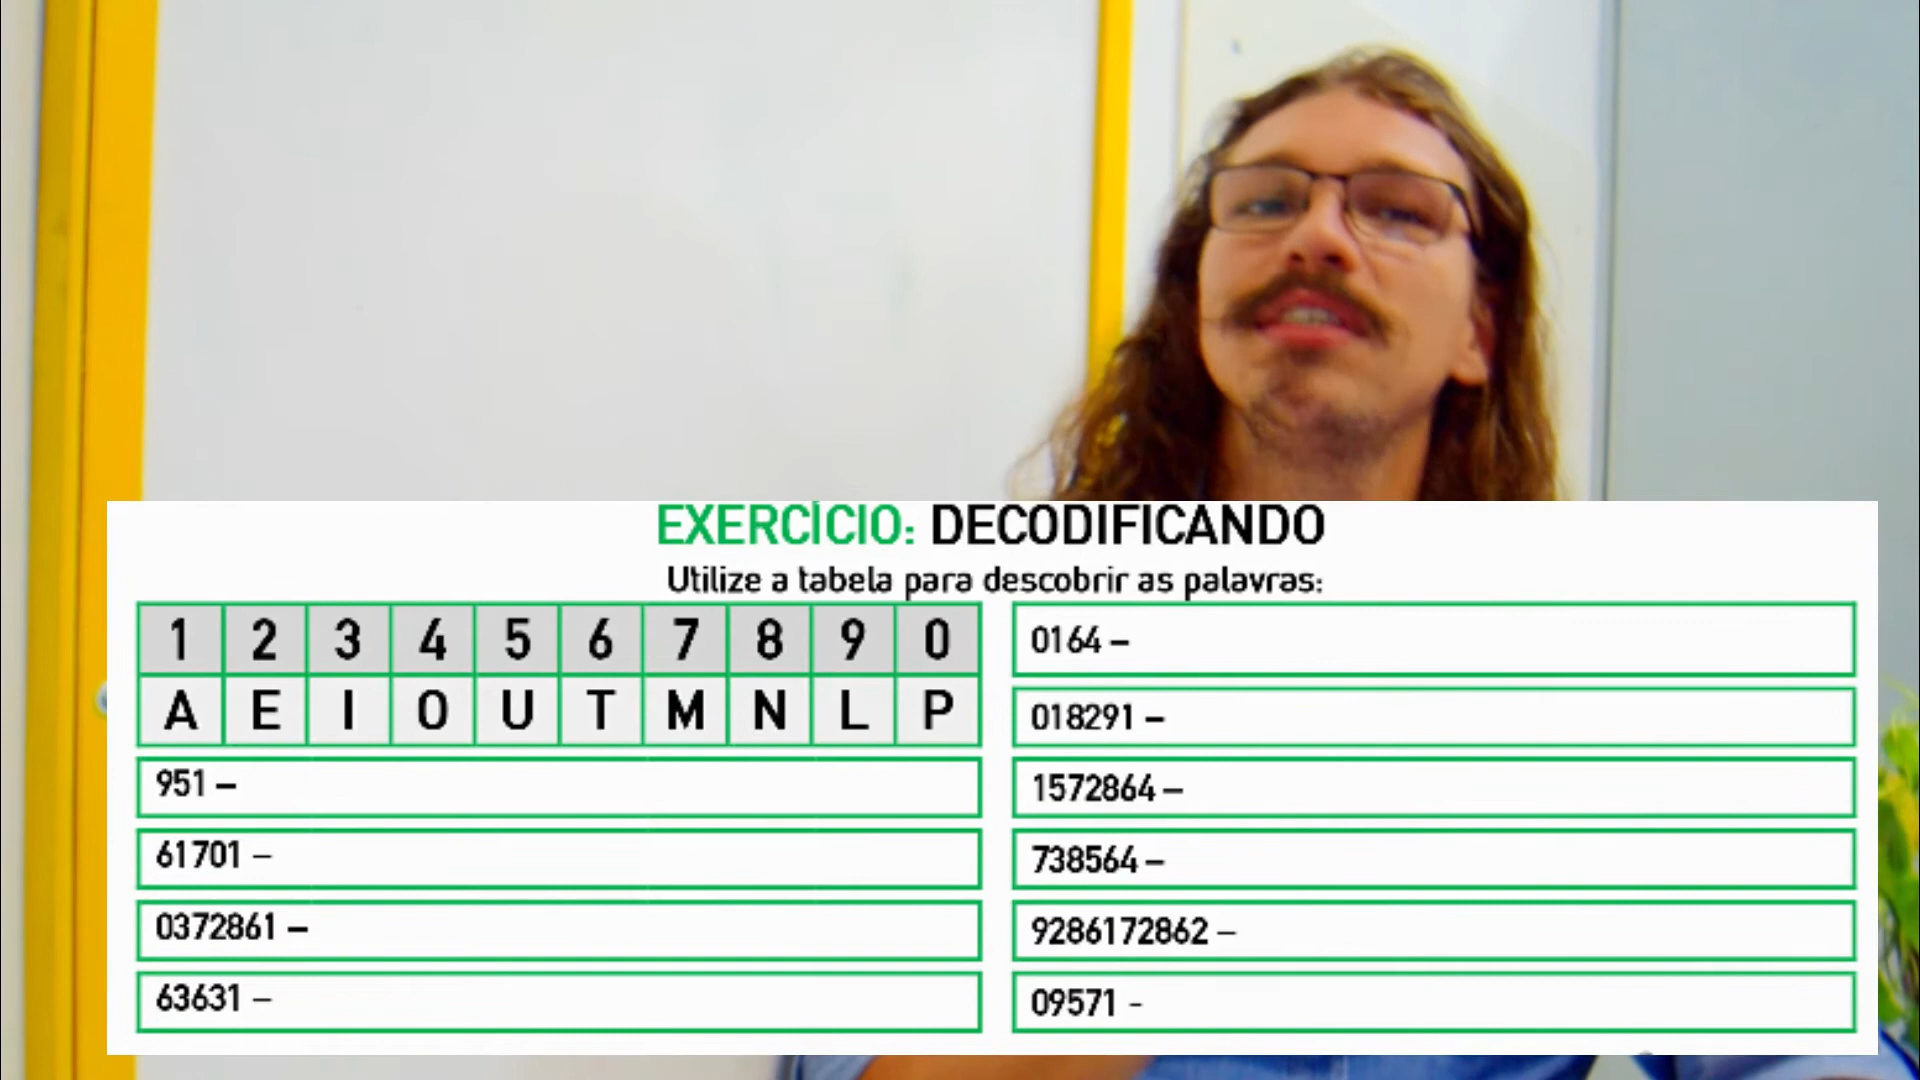 EXERCÍCIO: DECODIFICANDO
Utilize a tabela para descobrir as palavras:
1 2 3 4 5 6 7 8 9 0
A E I O U T M N L P
951 –
61701 –
0372861 –
63631 –
0164 –
018291 –
1572864 –
738564 –
9286172862 –
09571 -